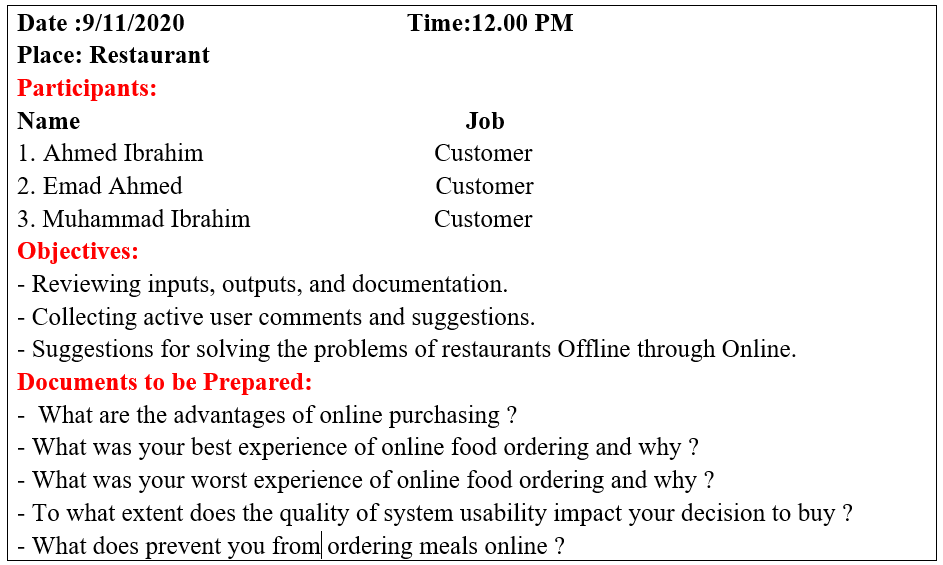 Date :9/11/2020 Time:12.00 PM
Place: Restaurant
Participants:
Name Job
1. Ahmed Ibrahim Customer
2. Emad Ahmed Customer
3. Muhammad Ibrahim Customer
Objectives:
- Reviewing inputs, outputs, and documentation.
- Collecting active user comments and suggestions.
- Suggestions for solving the problems of restaurants Offline through Online.
Documents to be Prepared:
- What are the advantages of online purchasing ?
- What was your best experience of online food ordering and why ?
- What was your worst experience of online food ordering and why ?
- To what extent does the quality of system usability impact your decision to buy ?
- What does prevent you from ordering meals online ?